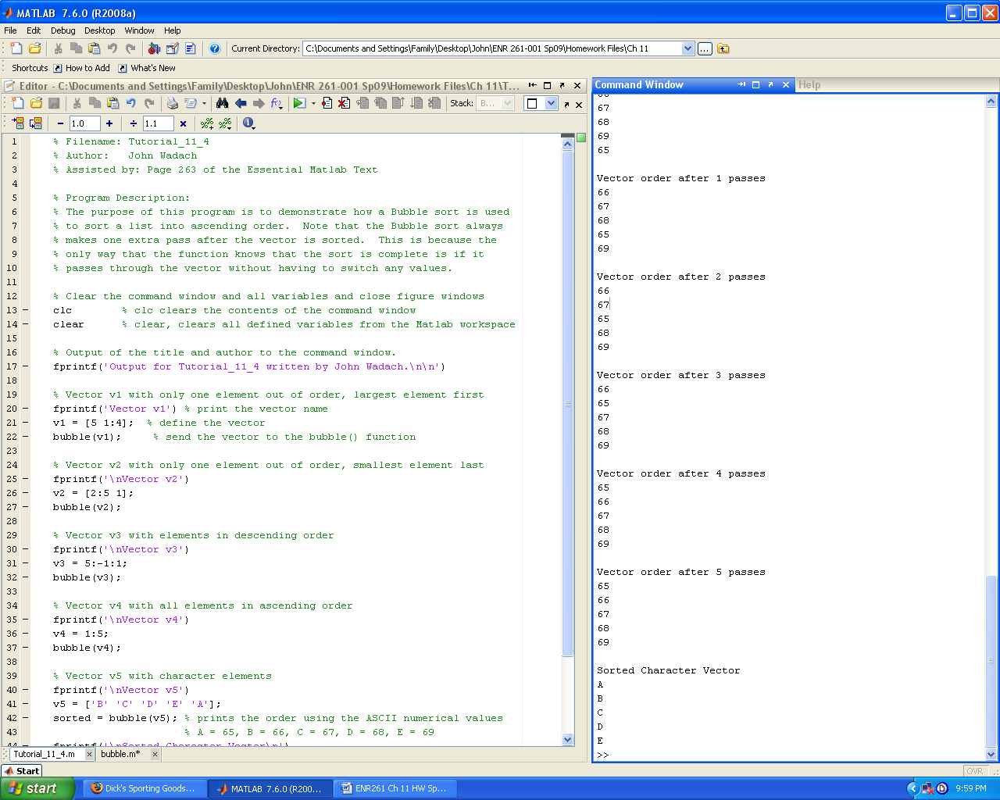 MATLAB 7.6.0 (R2008a)
File Edit Debug Desktop Window Help
Current Directory: C:\Documents and Settings\Family\Desktop\John\ENR 261-001 Sp09\Homework Files\Ch 11
Shortcuts How to Add What's New
Editor - C:\Documents and Settings\Family\Desktop\John\ENR 261-001 Sp09\Homework Files\Ch 11\T...
Stack: B...
1.0 1.1
1 % Filename: Tutorial_11_4
2 % Author: John Wadach
3 % Assisted by: Page 263 of the Essential Matlab Text
4
5 % Program Description:
6 % The purpose of this program is to demonstrate how a Bubble sort is used
7 % to sort a list into ascending order. Note that the Bubble sort always
8 % makes one extra pass after the vector is sorted. This is because the
9 % only way that the function knows that the sort is complete is if it
10 % passes through the vector without having to switch any values.
11
12 % Clear the command window and all variables and close figure windows
13 - clc % clc clears the contents of the command window
14 - clear % clear, clears all defined variables from the Matlab workspace
15
16 % Output of the title and author to the command window.
17 - fprintf('Output for Tutorial_11_4 written by John Wadach.\n\n')
18
19 % Vector v1 with only one element out of order, largest element first
20 - fprintf('Vector v1') % print the vector name
21 - v1 = [5 1:4]; % define the vector
22 - bubble(v1); % send the vector to the bubble() function
23
24 % Vector v2 with only one element out of order, smallest element last
25 - fprintf('\nVector v2')
26 - v2 = [2:5 1];
27 - bubble(v2);
28
29 % Vector v3 with elements in descending order
30 - fprintf('\nVector v3')
31 - v3 = 5:-1:1;
32 - bubble(v3);
33
34 % Vector v4 with all elements in ascending order
35 - fprintf('\nVector v4')
36 - v4 = 1:5;
37 - bubble(v4);
38
39 % Vector v5 with character elements
40 - fprintf('\nVector v5')
41 - v5 = ['B' 'C' 'D' 'E' 'A'];
42 - sorted = bubble(v5); % prints the order using the ASCII numerical values
43 % A = 65, B = 66, C = 67, D = 68, E = 69
44 - fprintf('\nSorted Character Vector\n')
Tutorial_11_4.m bubble.m*
Command Window Help
66
67
68
69
65
Vector order after 1 passes
66
67
68
65
69
Vector order after 2 passes
66
67
65
68
69
Vector order after 3 passes
66
65
67
68
69
Vector order after 4 passes
65
66
67
68
69
Vector order after 5 passes
65
66
67
68
69
Sorted Character Vector
A
B
C
D
E
>>
Start OVR
start Dick's Sporting Goods... MATLAB 7.6.0 (R200... ENR261 Ch 11 HW Sp... 9:59 PM